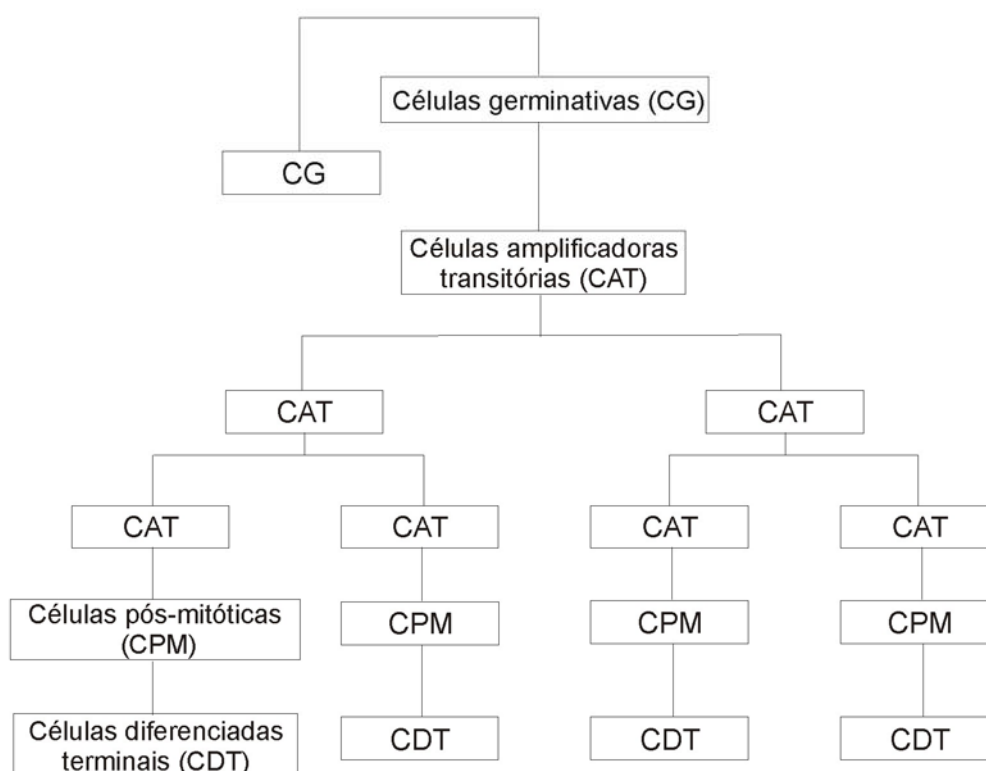 Células germinativas (CG)
CG
Células amplificadoras
transitórias (CAT)
CAT
CAT
CAT
CAT
CAT
CAT
Células pós-mitóticas
(CPM)
CPM
CPM
CPM
Células diferenciadas
terminais (CDT)
CDT
CDT
CDT